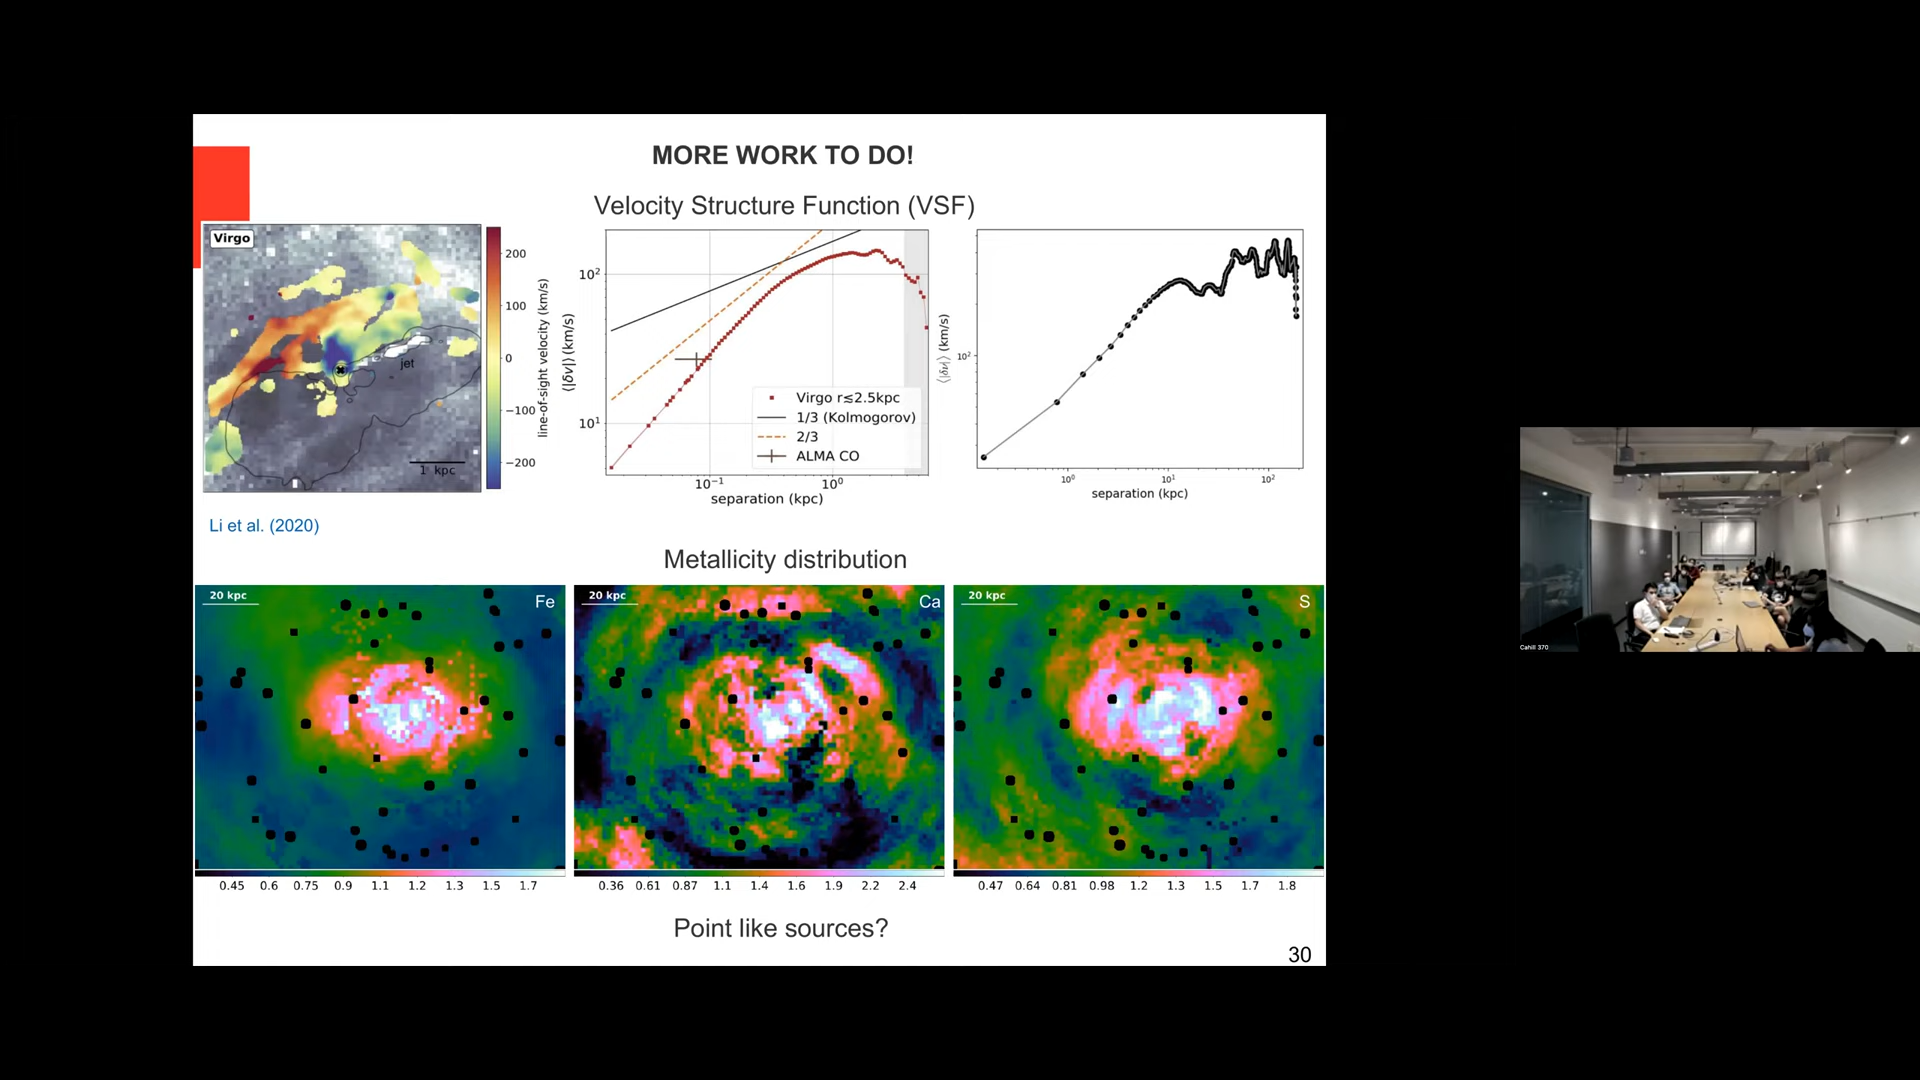 MORE WORK TO DO!
Velocity Structure Function (VSF)
Virgo
jet
1 kpc
200
100
0
−100
−200
line-of-sight velocity (km/s)
⟨|δv|⟩ (km/s)
10²
10¹
Virgo r≲2.5kpc
1/3 (Kolmogorov)
2/3
ALMA CO
10⁻¹
10⁰
separation (kpc)
⟨|δv|⟩ (km/s)
10²
10⁰
10¹
10²
separation (kpc)
Li et al. (2020)
Metallicity distribution
20 kpc
Fe
0.45 0.6 0.75 0.9 1.1 1.2 1.3 1.5 1.7
20 kpc
Ca
0.36 0.61 0.87 1.1 1.4 1.6 1.9 2.2 2.4
20 kpc
S
0.47 0.64 0.81 0.98 1.2 1.3 1.5 1.7 1.8
Point like sources?
30
Cahill 370